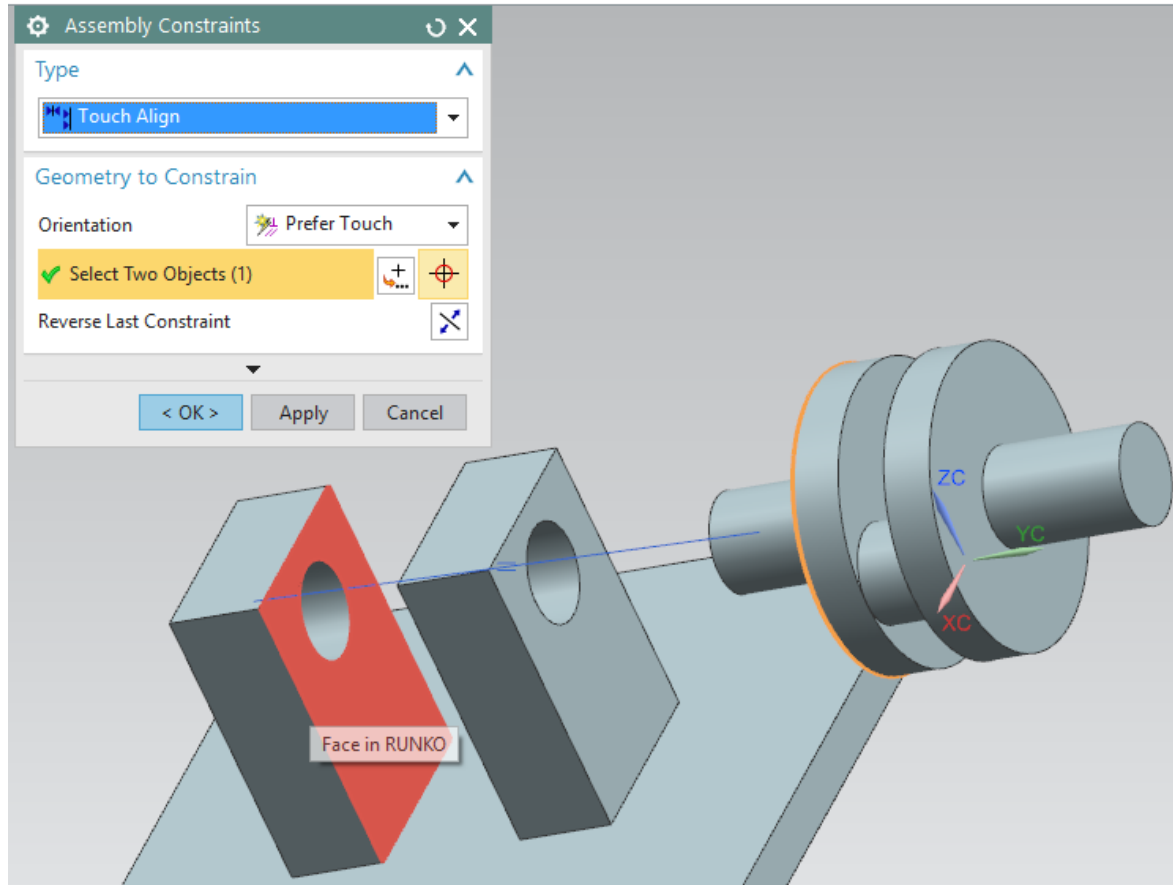 Assembly Constraints
Type
Touch Align
Geometry to Constrain
Orientation
Prefer Touch
Select Two Objects (1)
Reverse Last Constraint
< OK >
Apply
Cancel
ZC
YC
XC
Face in RUNKO